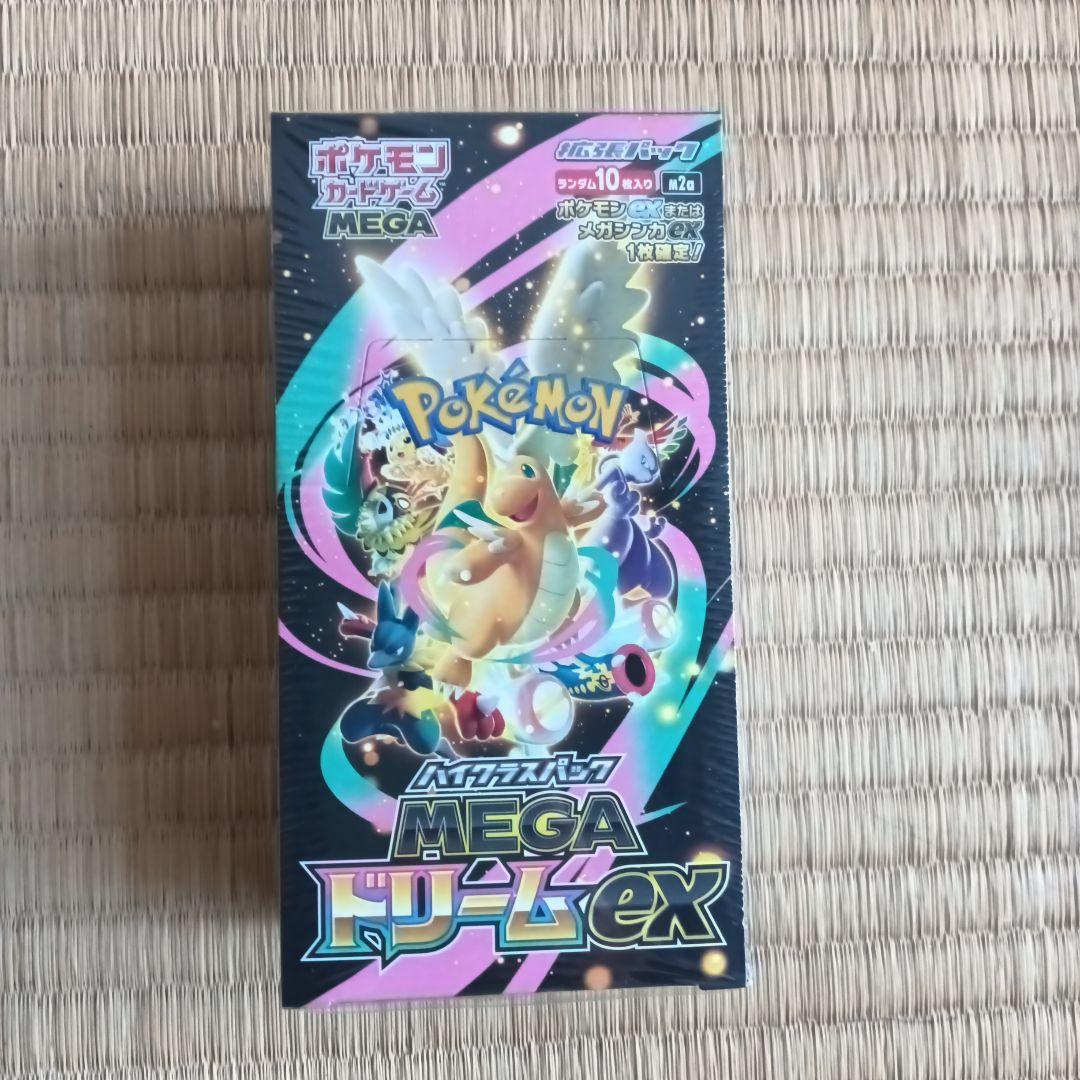 ポケモン
カードゲーム™
MEGA
拡張パック
ランダム10枚入り M2a
ポケモンexまたは
メガシンカex
1枚確定!
POKéMON
ハイクラスパック
MEGA
ドリームex